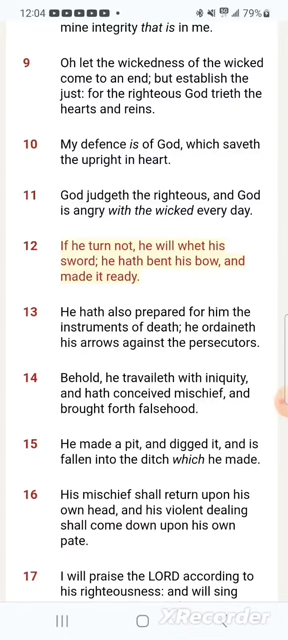 12:04
79%
mine integrity that is in me.
9 Oh let the wickedness of the wicked
come to an end; but establish the
just: for the righteous God trieth the
hearts and reins.
10 My defence is of God, which saveth
the upright in heart.
11 God judgeth the righteous, and God
is angry with the wicked every day.
12 If he turn not, he will whet his
sword; he hath bent his bow, and
made it ready.
13 He hath also prepared for him the
instruments of death; he ordaineth
his arrows against the persecutors.
14 Behold, he travaileth with iniquity,
and hath conceived mischief, and
brought forth falsehood.
15 He made a pit, and digged it, and is
fallen into the ditch which he made.
16 His mischief shall return upon his
own head, and his violent dealing
shall come down upon his own
pate.
17 I will praise the LORD according to
his righteousness: and will sing
XRecorder